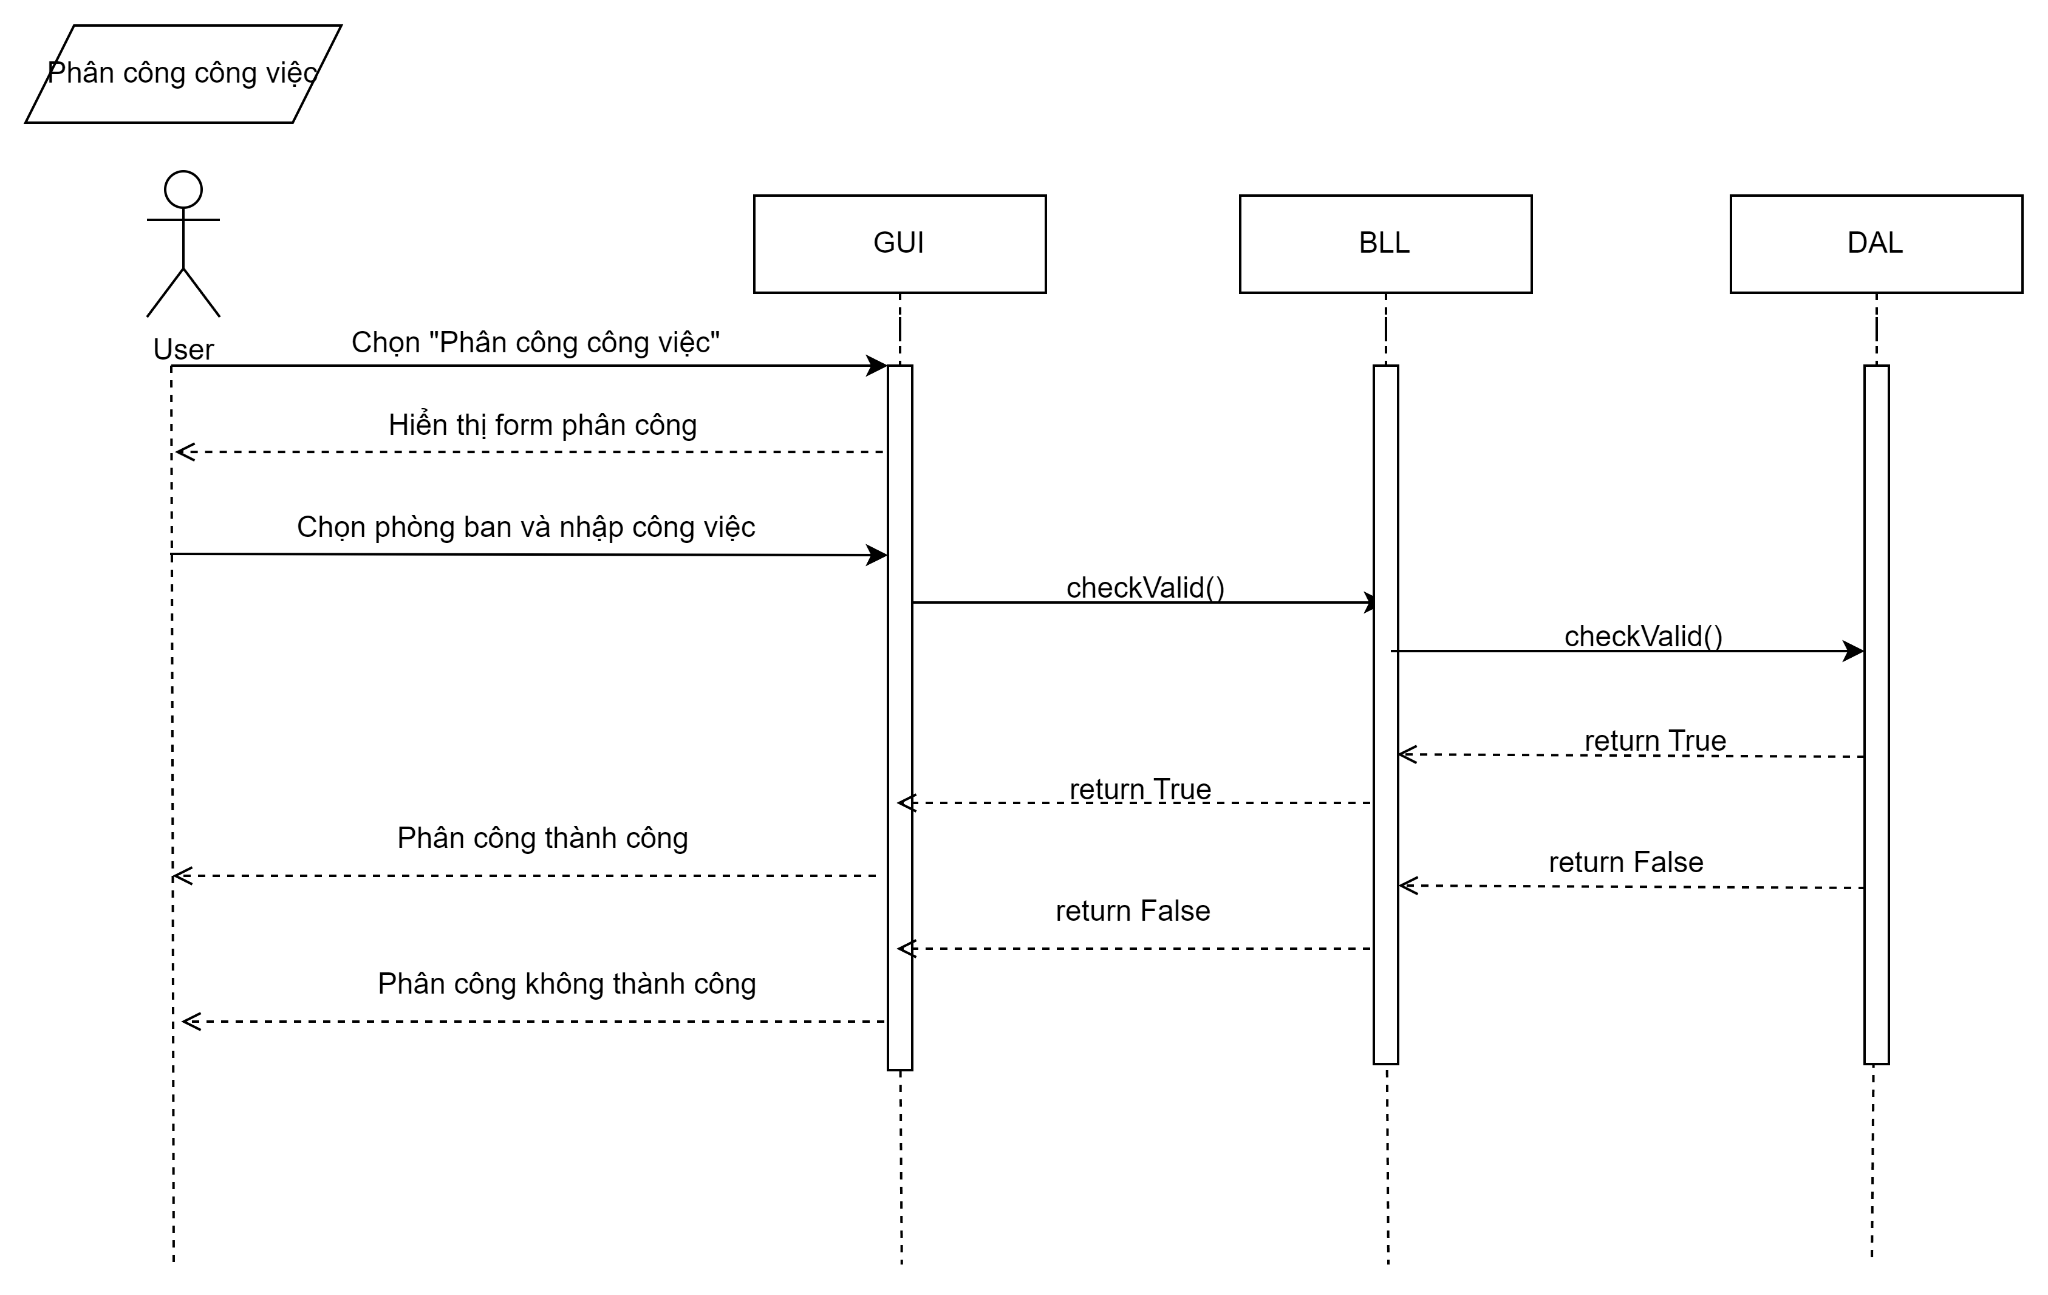 Phân công công việc
GUI
BLL
DAL
User
Chọn "Phân công công việc"
Hiển thị form phân công
Chọn phòng ban và nhập công việc
checkValid()
checkValid()
return True
return True
Phân công thành công
return False
return False
Phân công không thành công